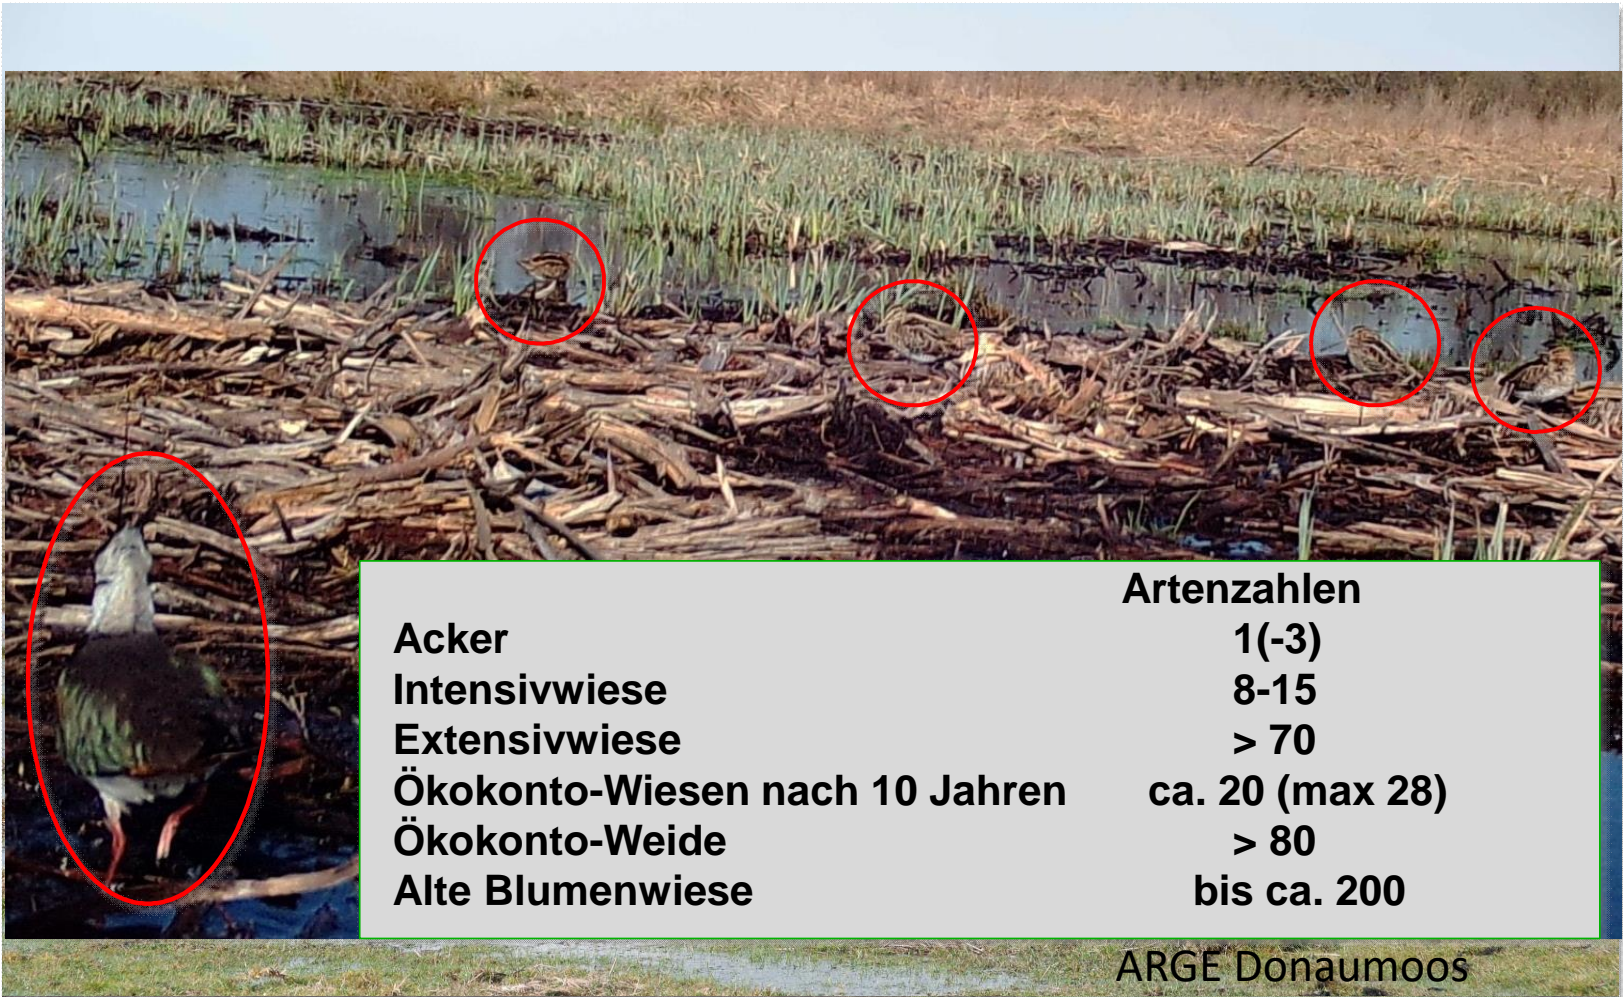 Artenzahlen
Acker 1(-3)
Intensivwiese 8-15
Extensivwiese > 70
Ökokonto-Wiesen nach 10 Jahren ca. 20 (max 28)
Ökokonto-Weide > 80
Alte Blumenwiese bis ca. 200
ARGE Donaumoos